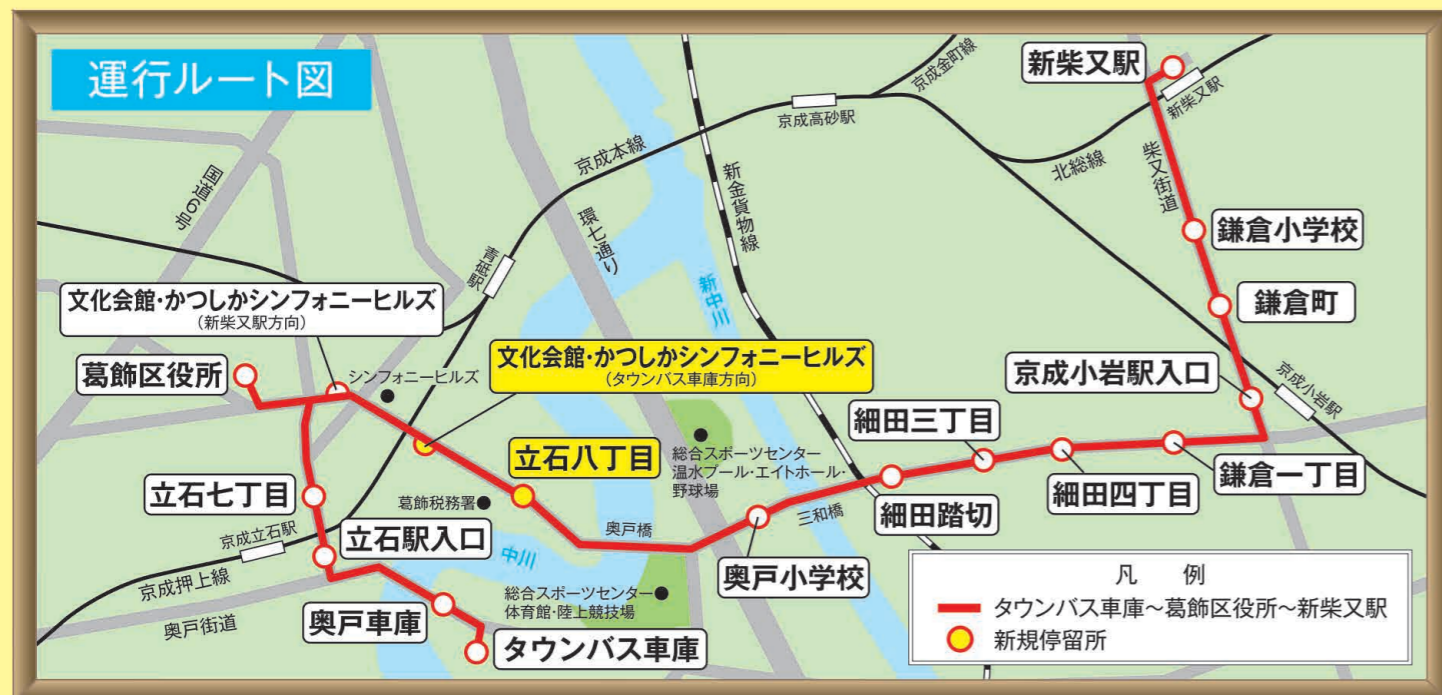 運行ルート図
新柴又駅
京成金町線
新柴又駅
京成高砂駅
国道6号
京成本線
環七通り
新金貨物線
北総線
柴又街道
鎌倉小学校
青砥駅
新中川
文化会館・かつしかシンフォニーヒルズ
(新柴又駅方向)
鎌倉町
葛飾区役所
シンフォニーヒルズ
文化会館・かつしかシンフォニーヒルズ
(タウンバス車庫方向)
京成小岩駅入口
京成小岩駅
立石八丁目
総合スポーツセンター
温水プール・エイトホール・
野球場
細田三丁目
立石七丁目
葛飾税務署
細田四丁目
鎌倉一丁目
京成立石駅
立石駅入口
奥戸橋
三和橋
細田踏切
中川
京成押上線
奥戸小学校
奥戸街道
奥戸車庫
総合スポーツセンター
体育館・陸上競技場
タウンバス車庫
凡 例
タウンバス車庫～葛飾区役所～新柴又駅
新規停留所